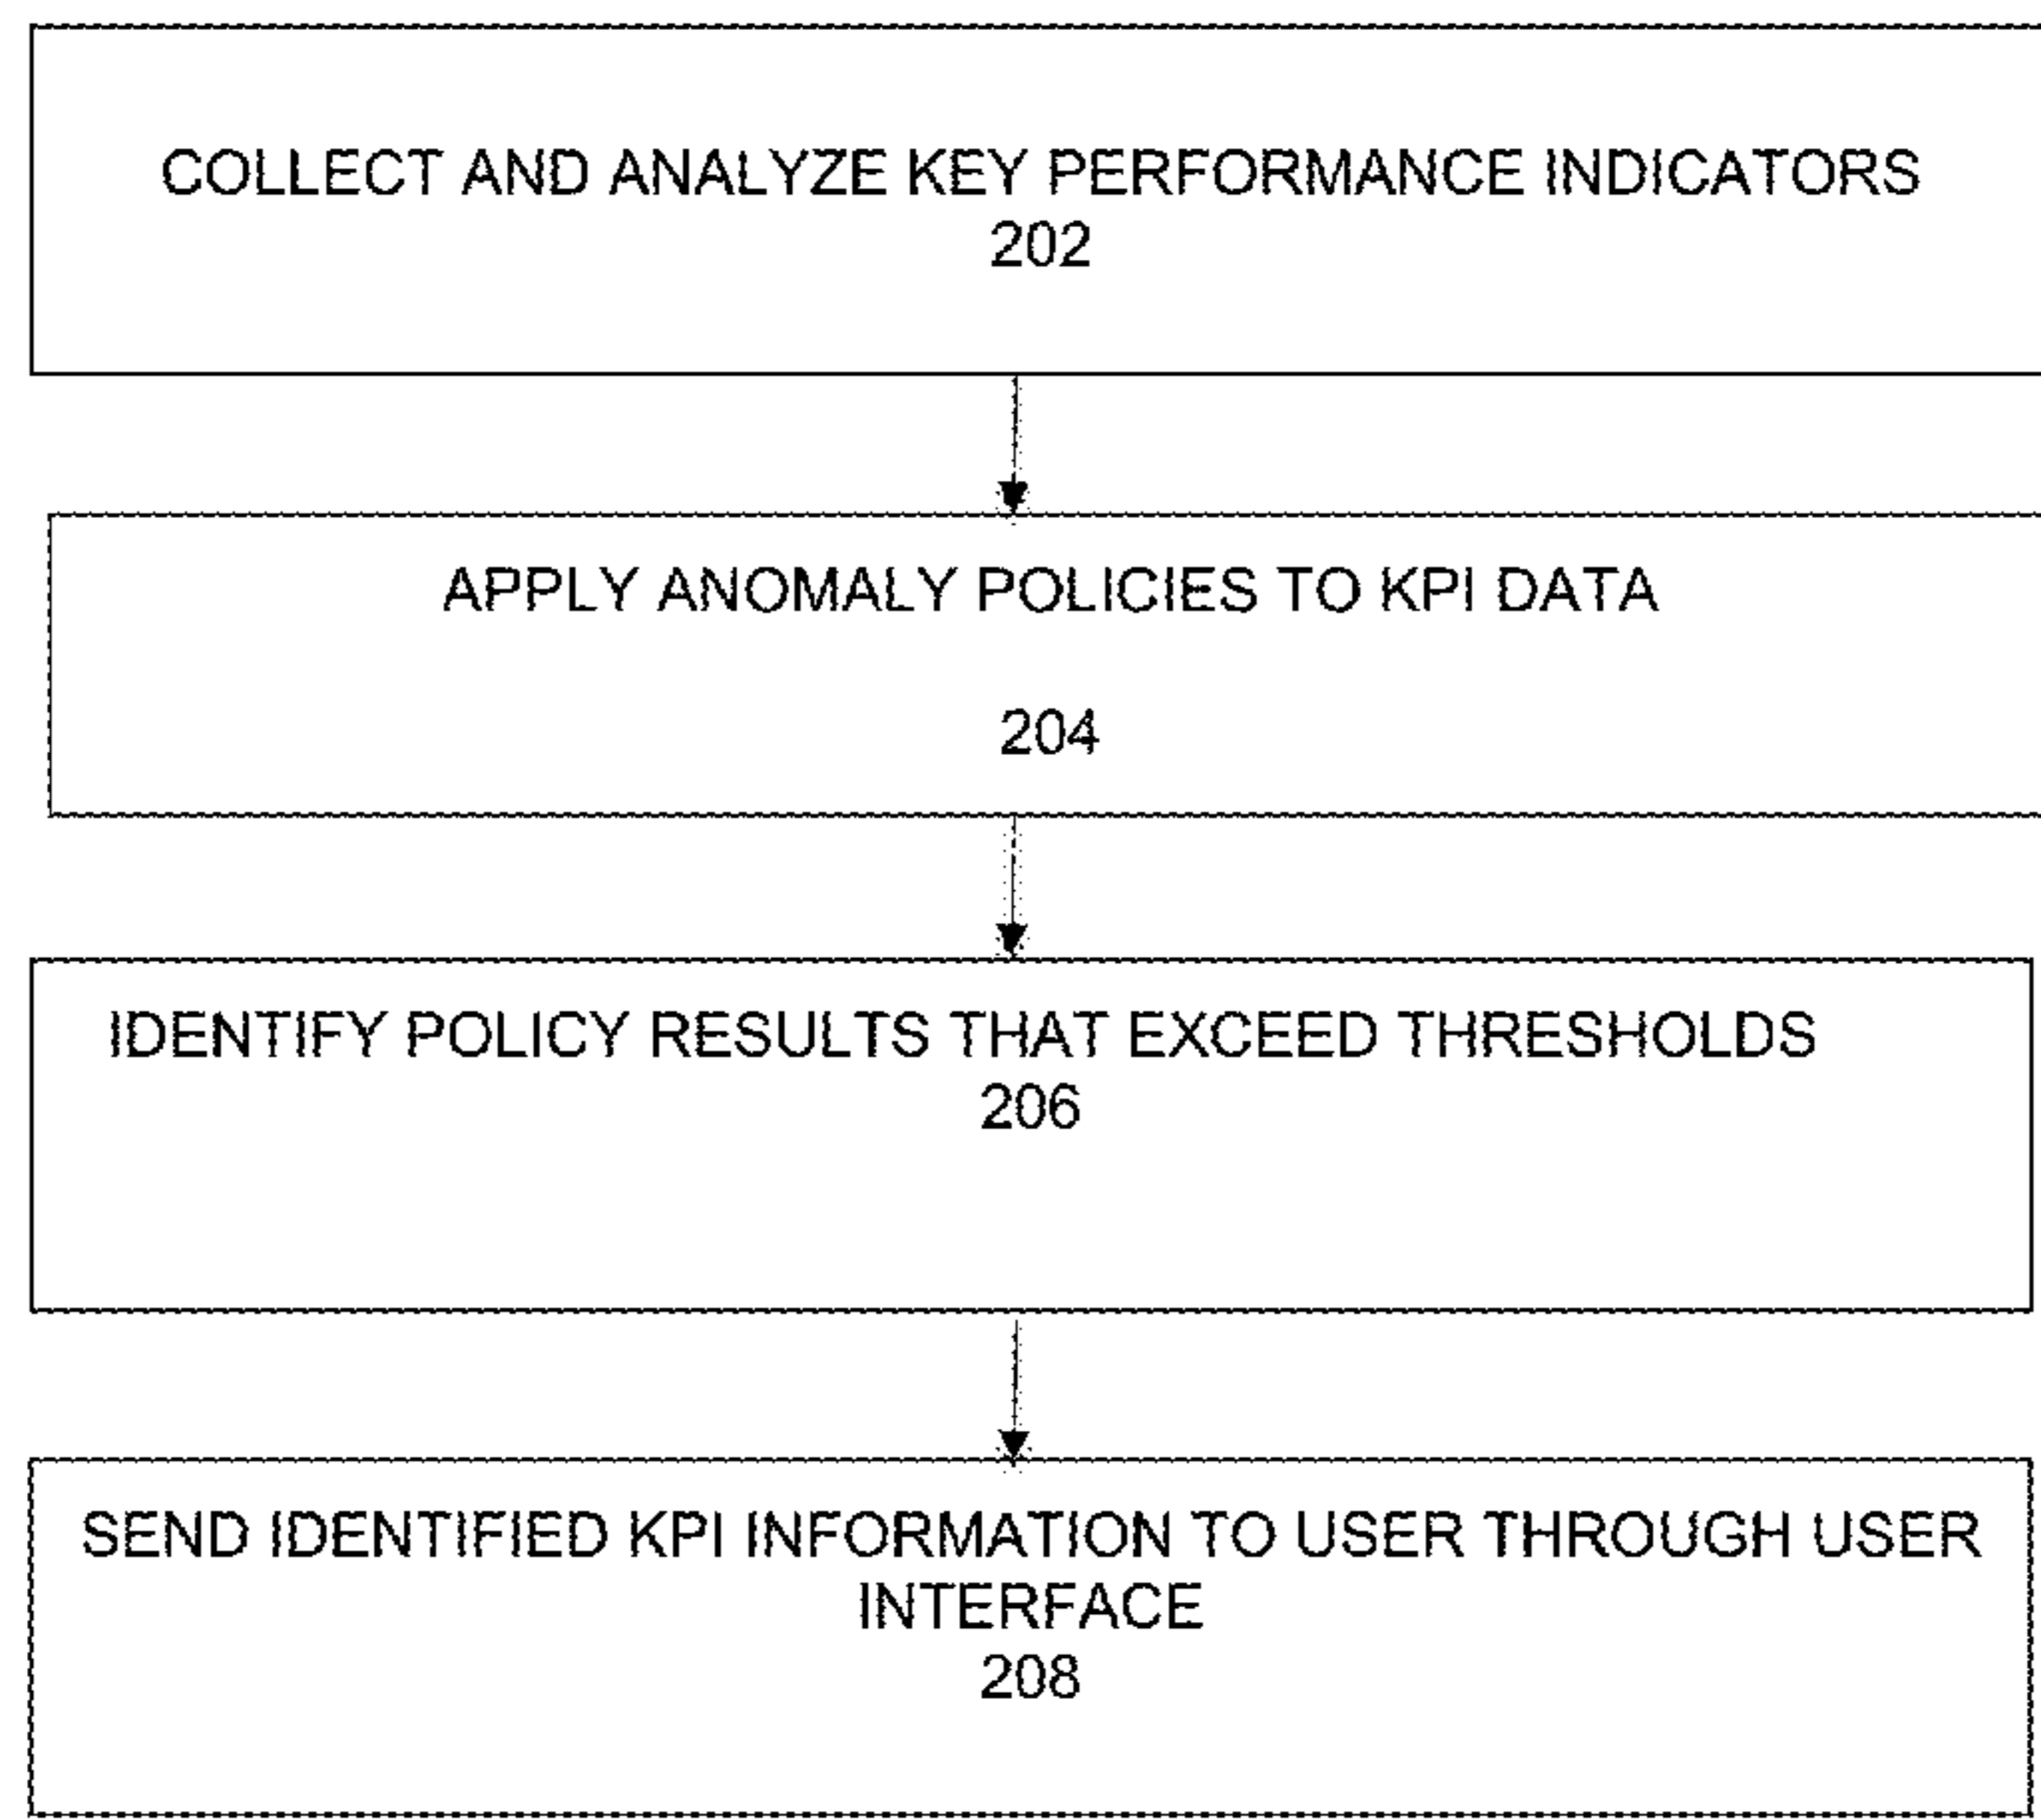 COLLECT AND ANALYZE KEY PERFORMANCE INDICATORS
202
APPLY ANOMALY POLICIES TO KPI DATA
204
IDENTIFY POLICY RESULTS THAT EXCEED THRESHOLDS
206
SEND IDENTIFIED KPI INFORMATION TO USER THROUGH USER
INTERFACE
208